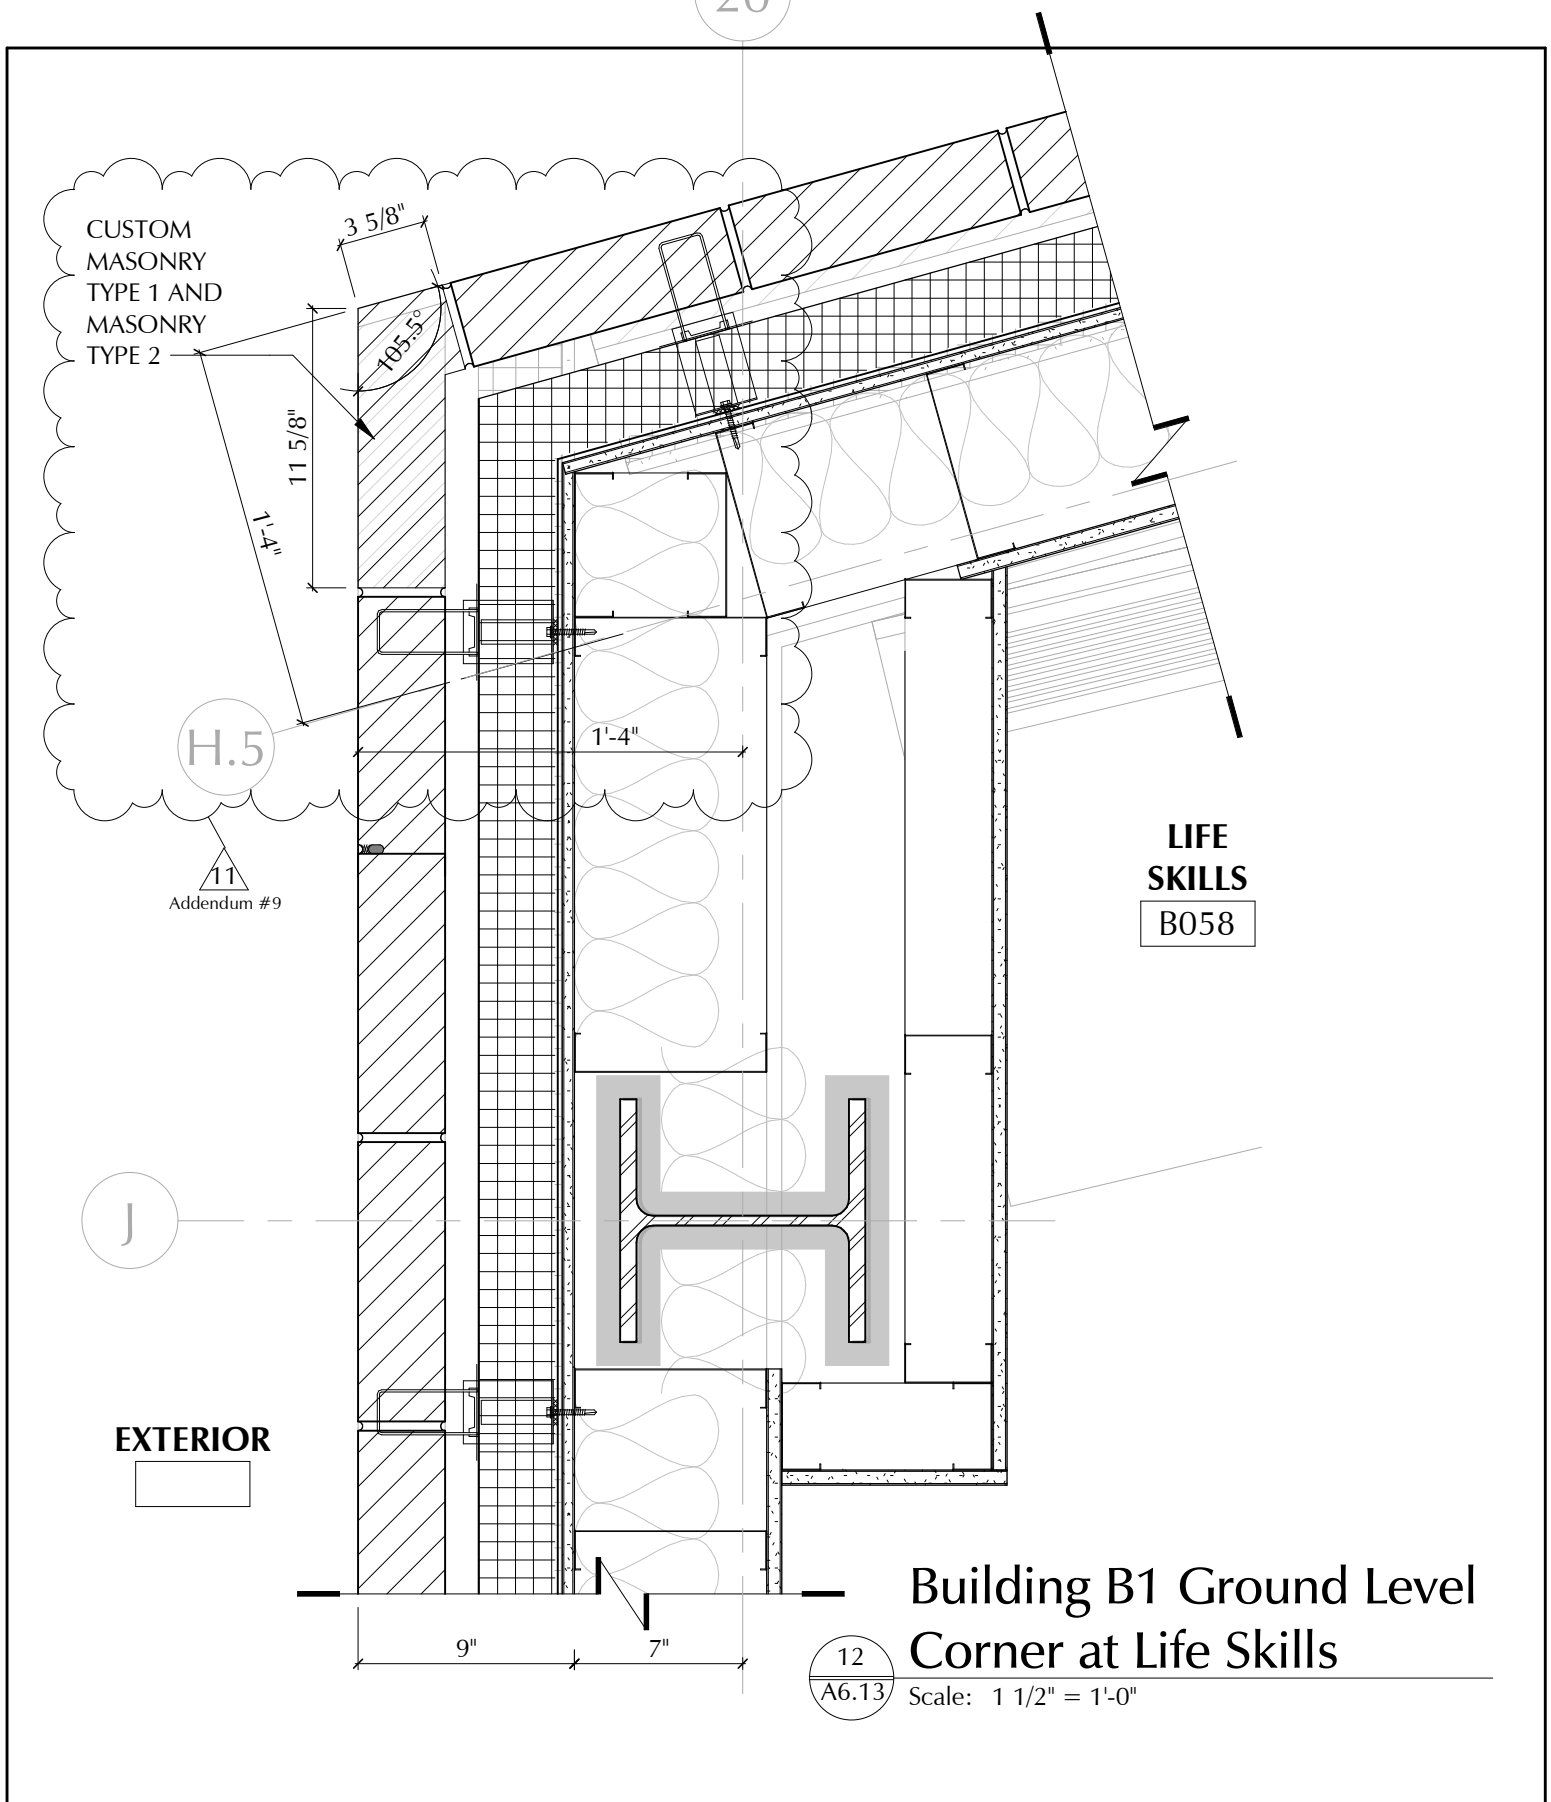 20
CUSTOM
MASONRY
TYPE 1 AND
MASONRY
TYPE 2
3 5/8"
105.5°
11 5/8"
1'-4"
H.5
1'-4"
11
Addendum #9
LIFE
SKILLS
B058
J
EXTERIOR
9"
7"
12
A6.13
Building B1 Ground Level
Corner at Life Skills
Scale: 1 1/2" = 1'-0"